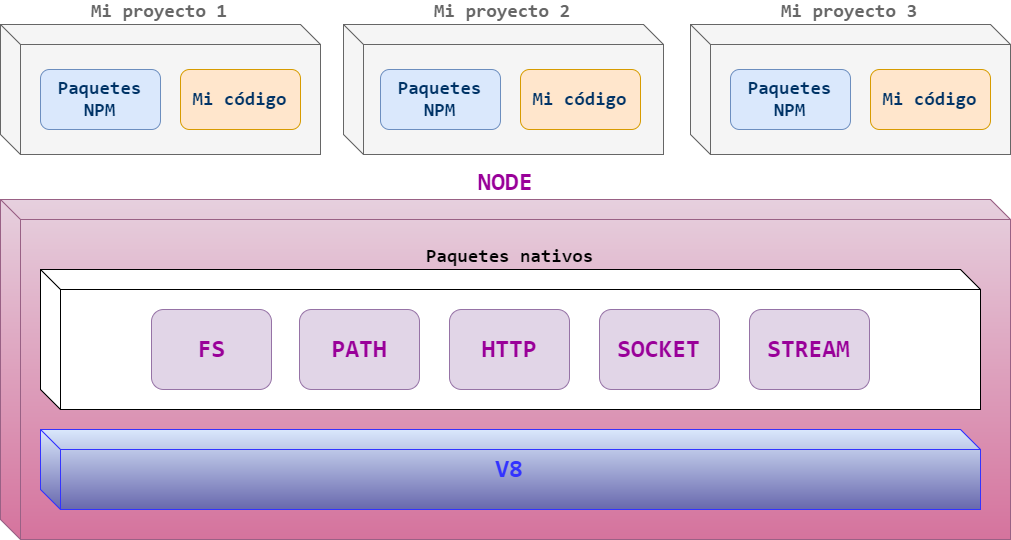 Mi proyecto 1
Mi proyecto 2
Mi proyecto 3
Paquetes
NPM
Mi código
Paquetes
NPM
Mi código
Paquetes
NPM
Mi código
NODE
Paquetes nativos
FS
PATH
HTTP
SOCKET
STREAM
V8